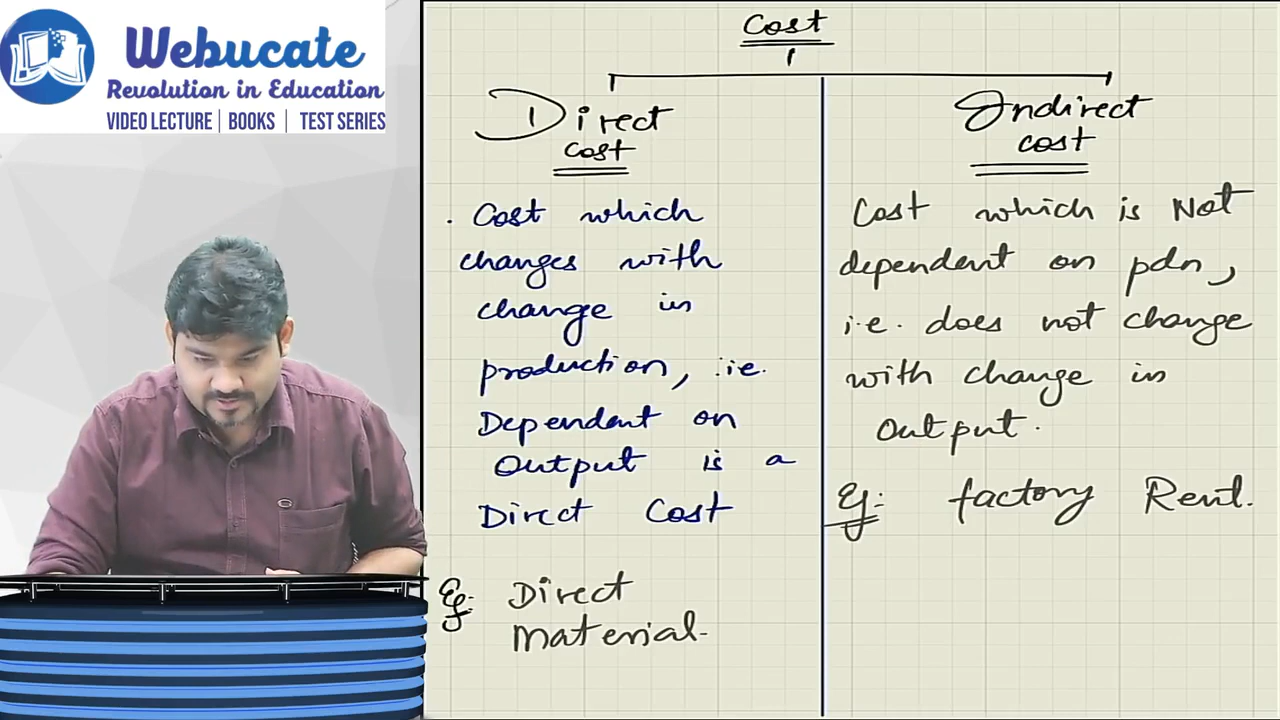 Webucate
Revolution in Education
VIDEO LECTURE | BOOKS | TEST SERIES
Cost
Direct
cost
. Cost which
changes with
change in
production, i.e.
Dependent on
Output is a
Direct Cost
Eg: Direct
Material.
Indirect
cost
Cost which is Not
dependent on pdn,
i.e. does not change
with change in
Output.
Eg: factory Rent.